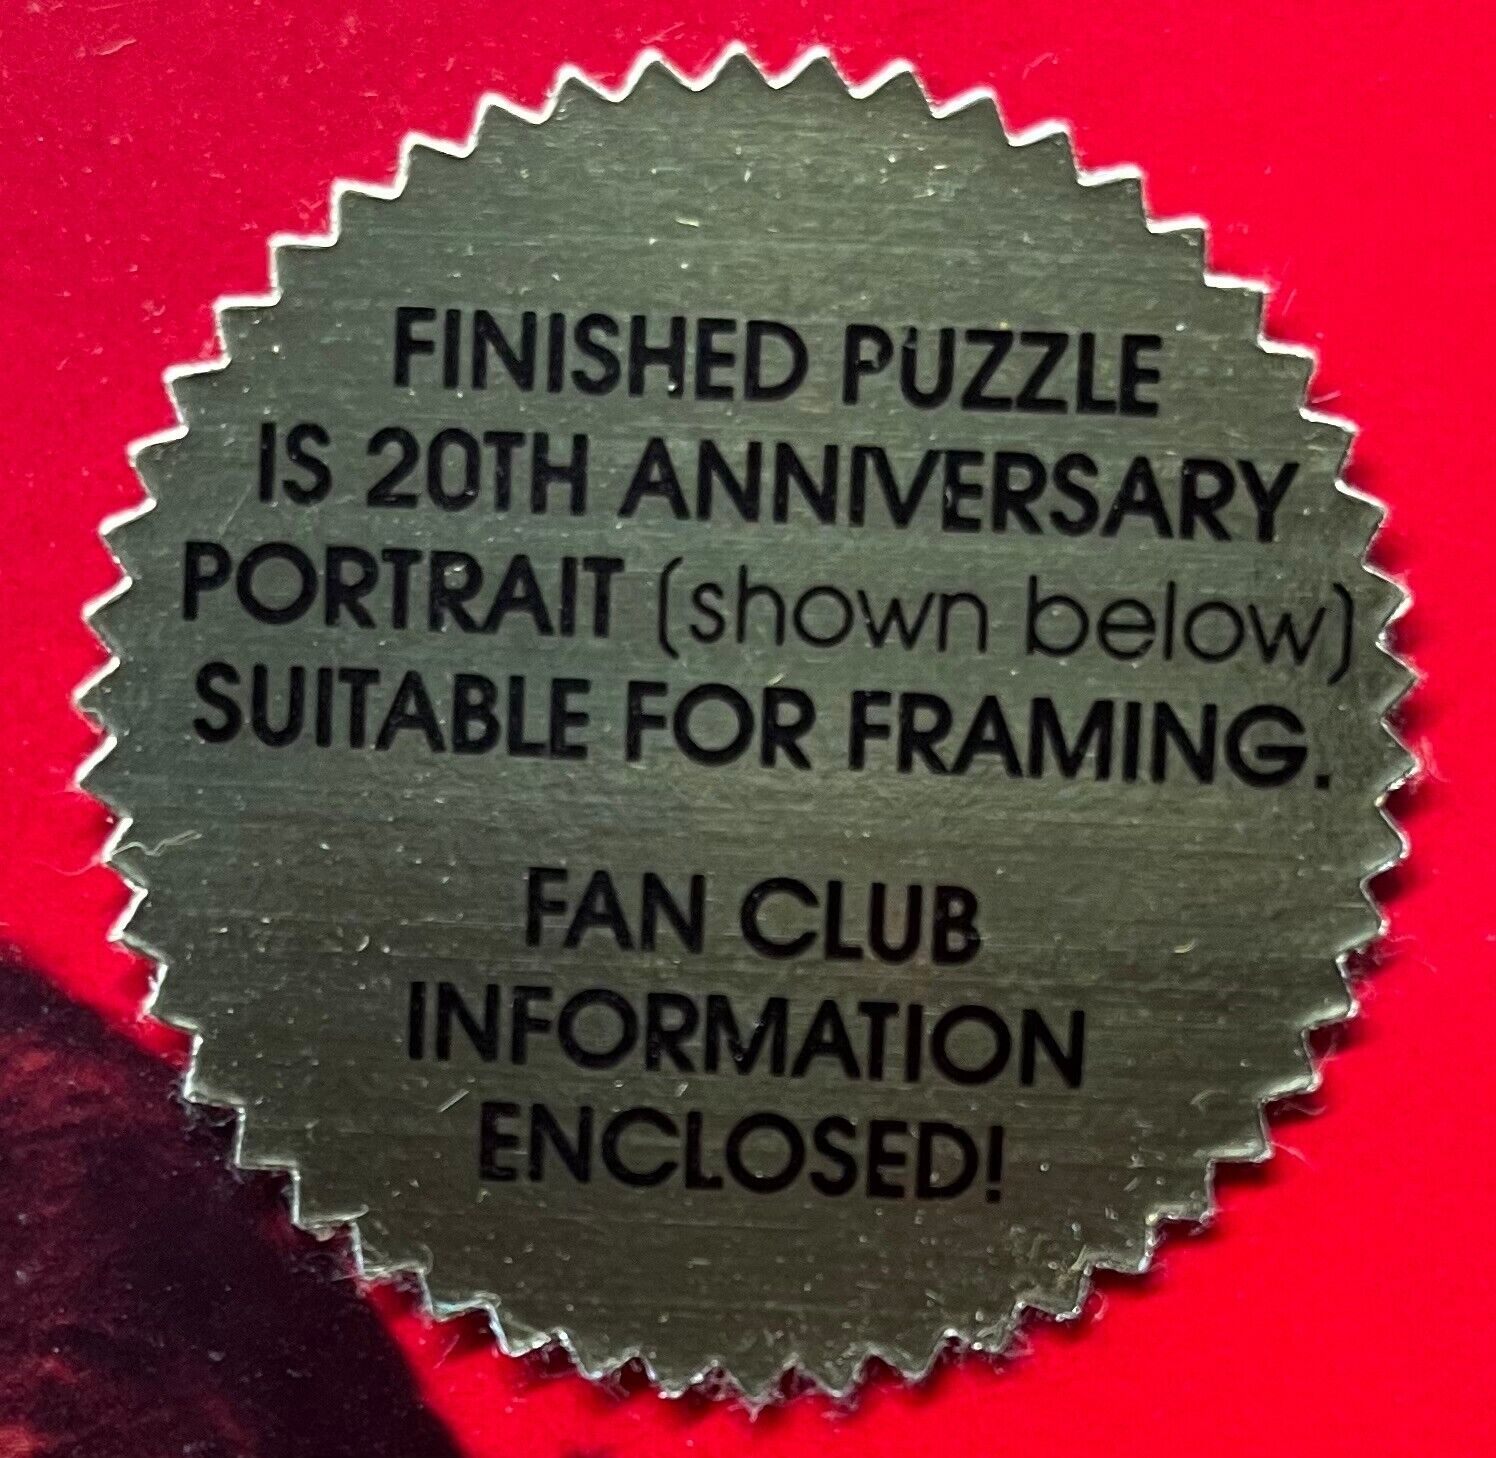 FINISHED PUZZLE
IS 20TH ANNIVERSARY
PORTRAIT (shown below)
SUITABLE FOR FRAMING.
FAN CLUB
INFORMATION
ENCLOSED!